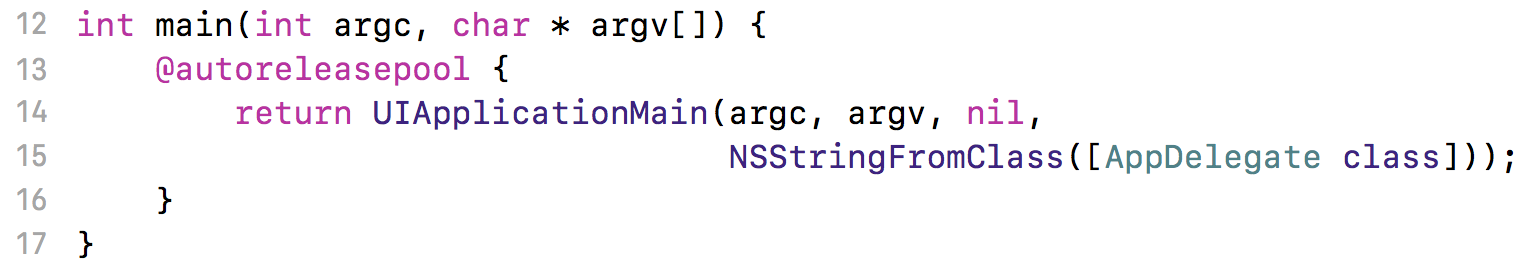 12 int main(int argc, char * argv[]) {
13     @autoreleasepool {
14         return UIApplicationMain(argc, argv, nil,
15                                  NSStringFromClass([AppDelegate class]));
16     }
17 }